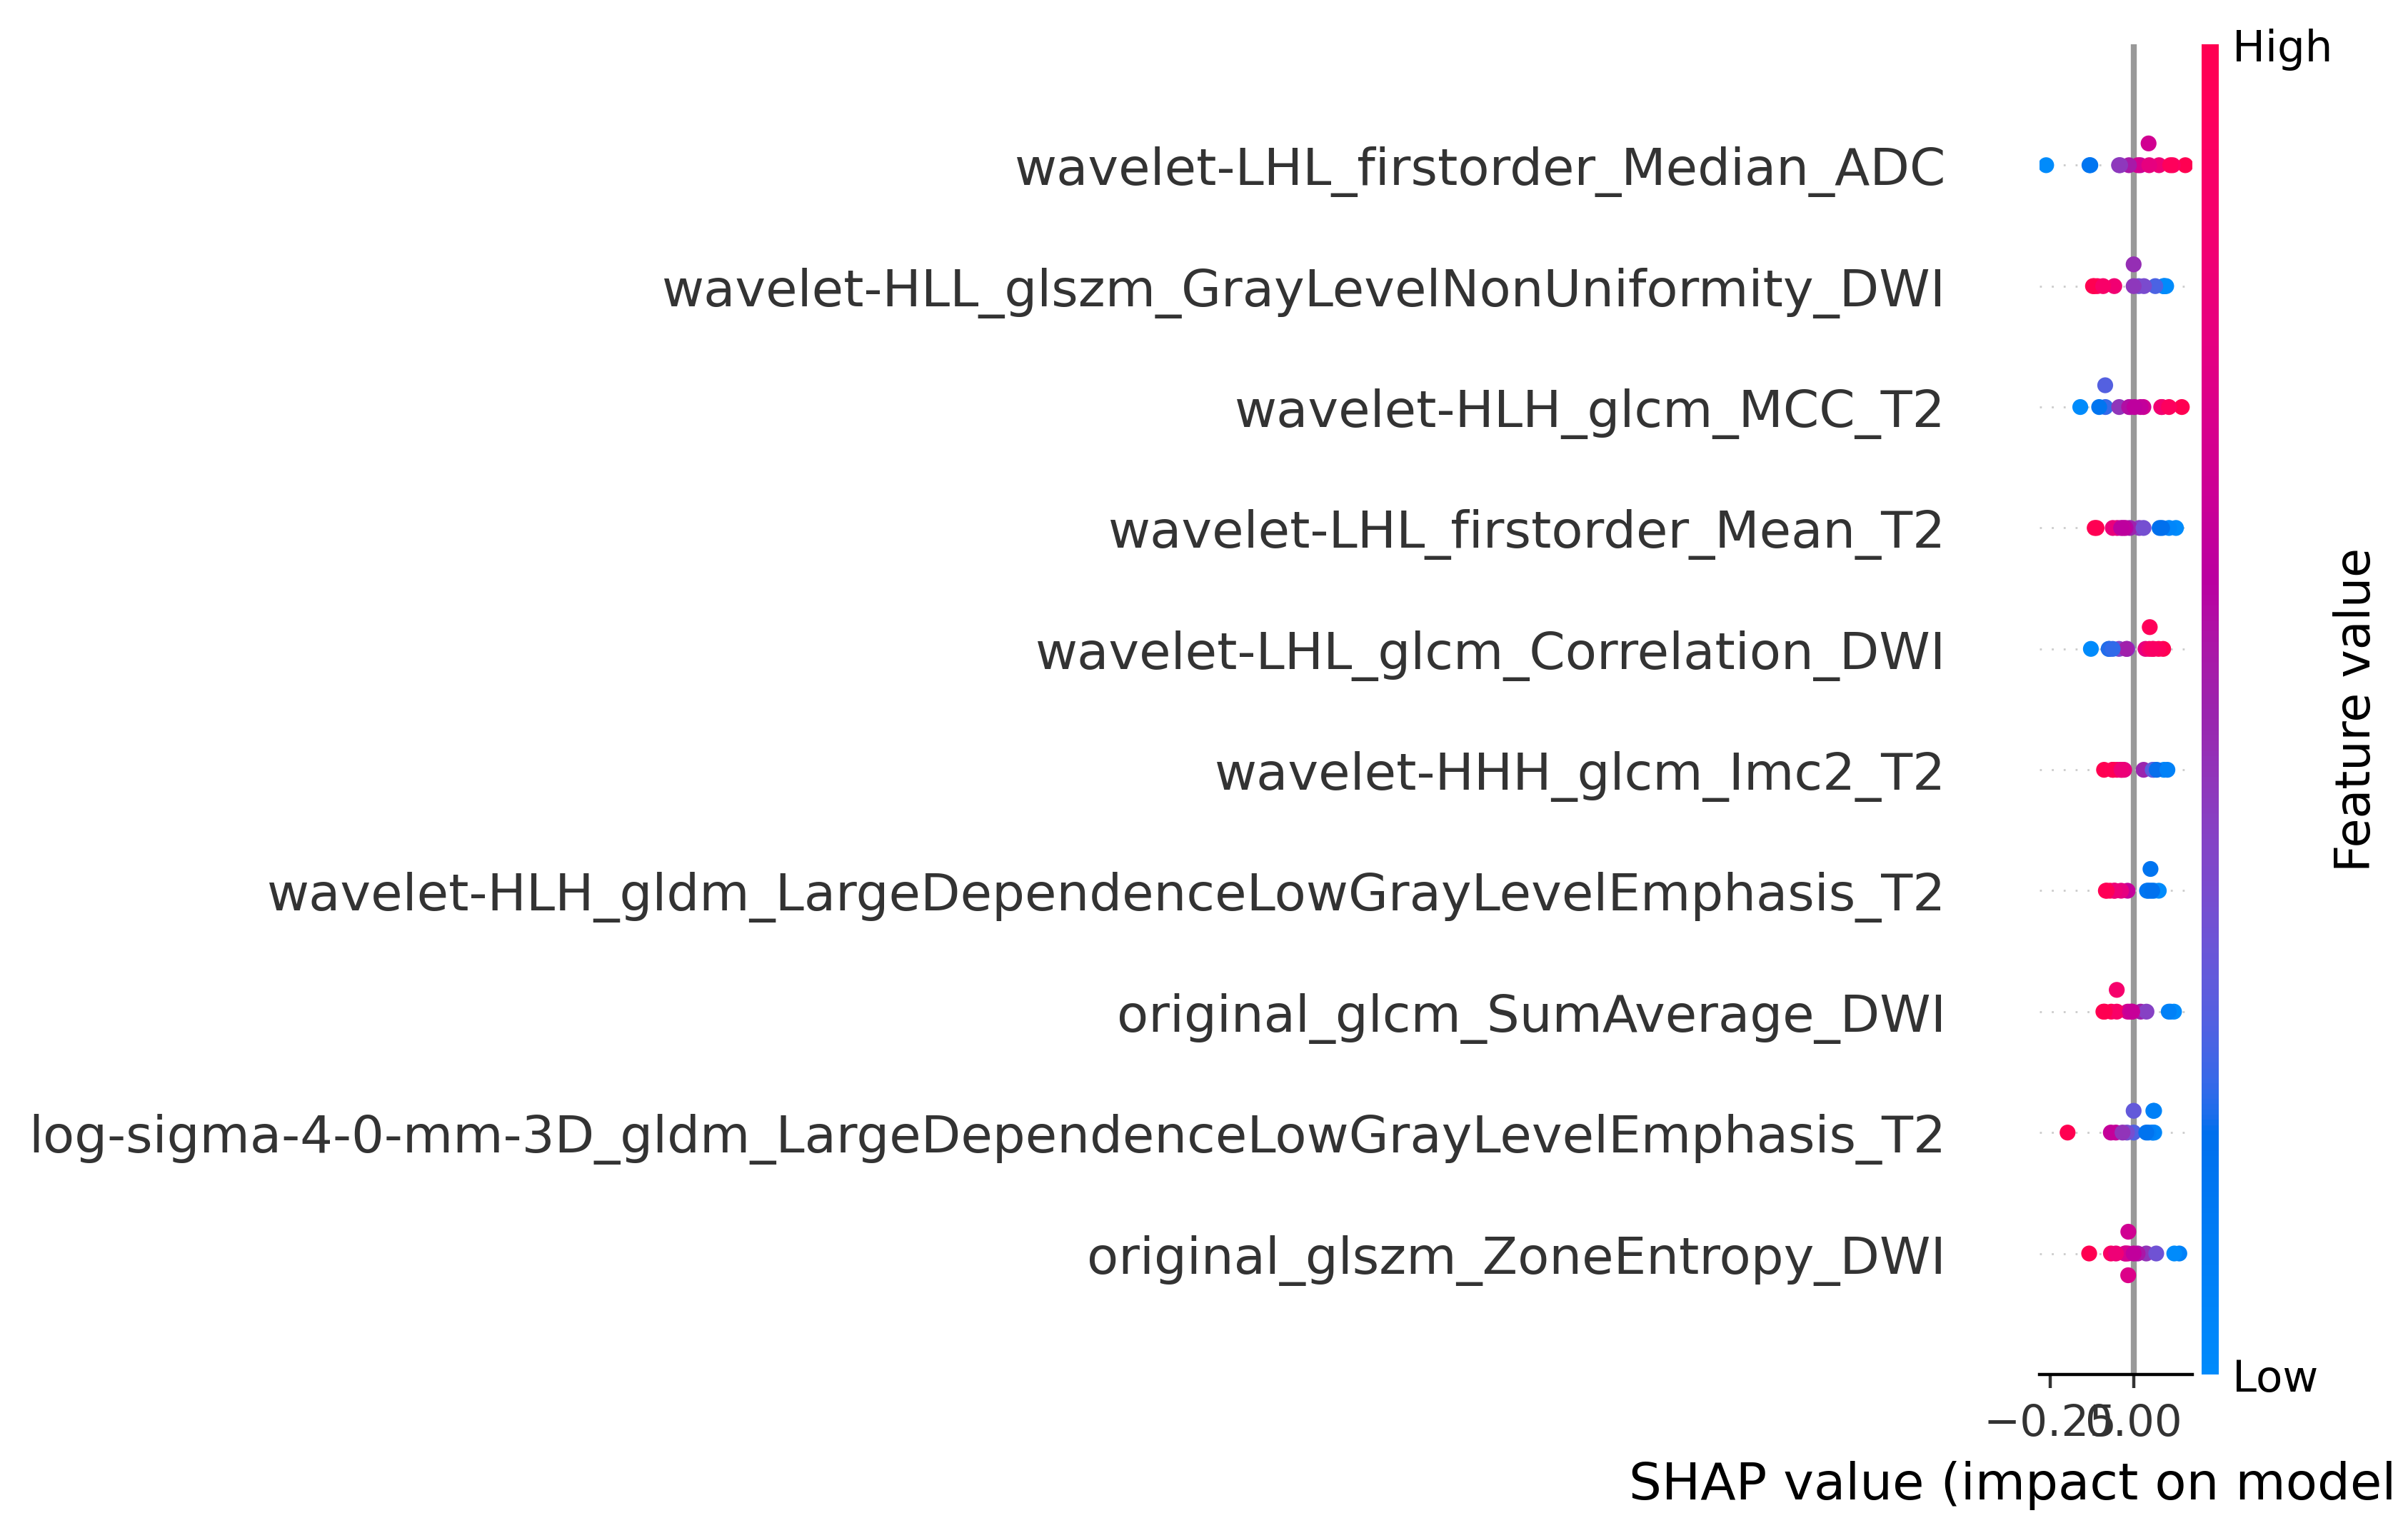 High
wavelet-LHL_firstorder_Median_ADC
wavelet-HLL_glszm_GrayLevelNonUniformity_DWI
wavelet-HLH_glcm_MCC_T2
wavelet-LHL_firstorder_Mean_T2
wavelet-LHL_glcm_Correlation_DWI
wavelet-HHH_glcm_Imc2_T2
wavelet-HLH_gldm_LargeDependenceLowGrayLevelEmphasis_T2
original_glcm_SumAverage_DWI
log-sigma-4-0-mm-3D_gldm_LargeDependenceLowGrayLevelEmphasis_T2
original_glszm_ZoneEntropy_DWI
Feature value
Low
−0.25
0.00
SHAP value (impact on model